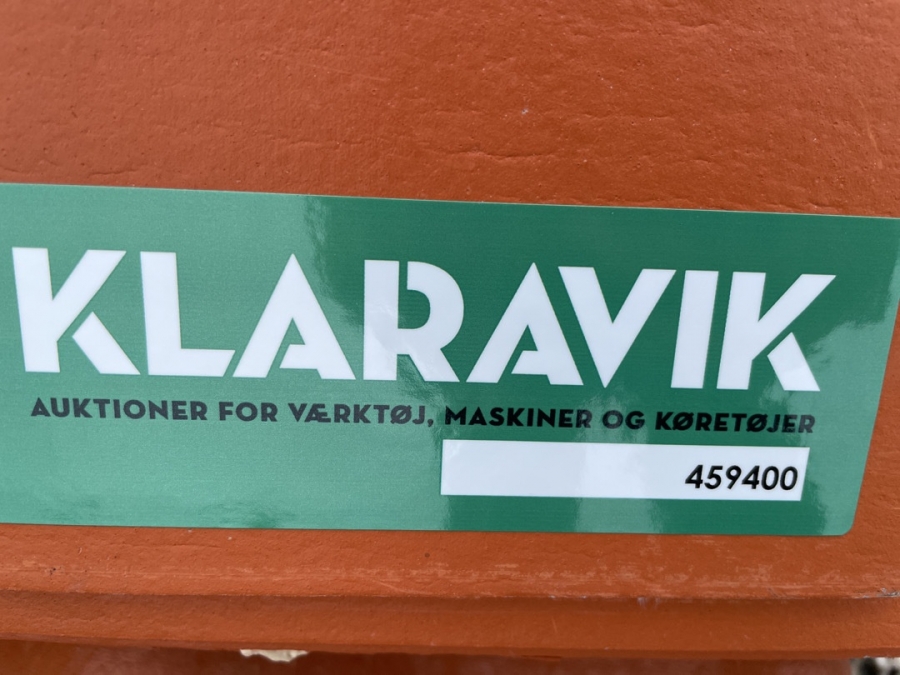 KLARAVIK
AUKTIONER FOR VÆRKTØJ, MASKINER OG KØRETØJER
459400